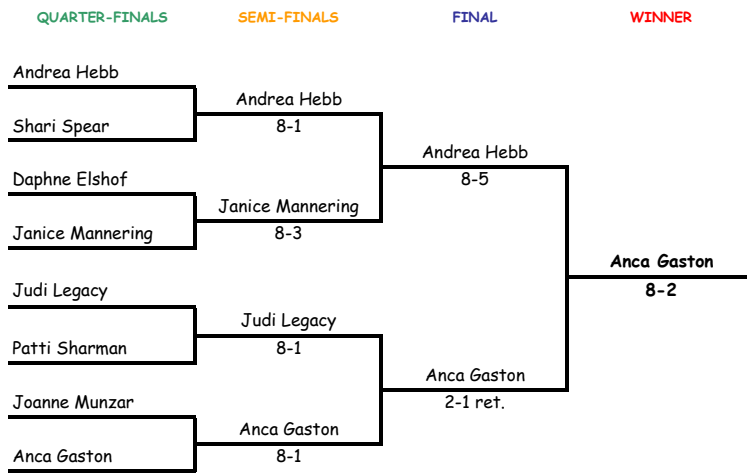 QUARTER-FINALS SEMI-FINALS FINAL WINNER
Andrea Hebb
Andrea Hebb
Shari Spear
8-1
Andrea Hebb
8-5
Daphne Elshof
Janice Mannering
Janice Mannering
8-3
Anca Gaston
8-2
Judi Legacy
Judi Legacy
Patti Sharman
8-1
Anca Gaston
2-1 ret.
Joanne Munzar
Anca Gaston
Anca Gaston
8-1